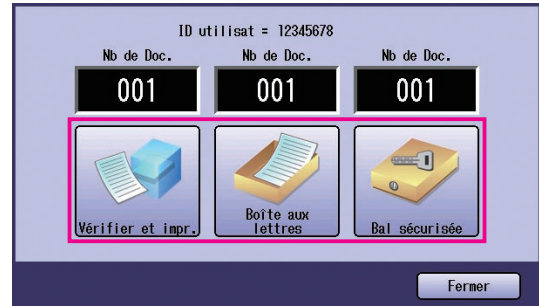 ID utilisat = 12345678
Nb de Doc. Nb de Doc. Nb de Doc.
001 001 001
Vérifier et impr.
Boîte aux
lettres
Bal sécurisée
Fermer